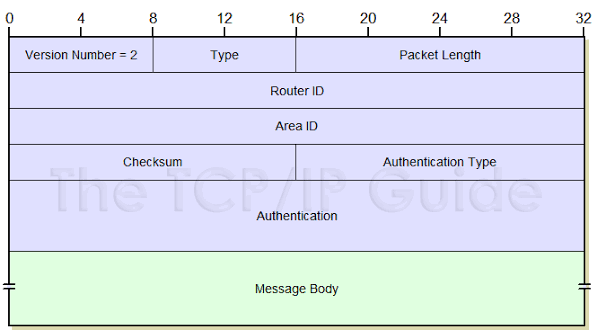 0 4 8 12 16 20 24 28 32
Version Number = 2 Type Packet Length
Router ID
Area ID
Checksum Authentication Type
The TCP/IP Guide
Authentication
Message Body